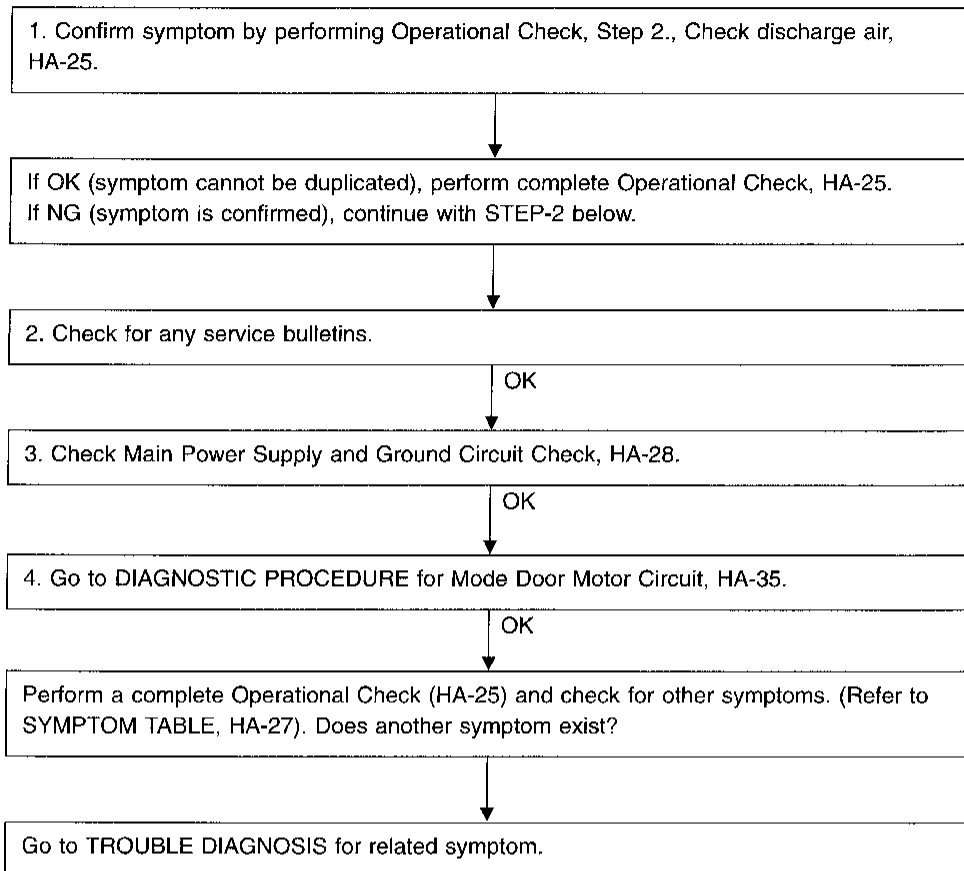 1. Confirm symptom by performing Operational Check, Step 2., Check discharge air,
HA-25.
If OK (symptom cannot be duplicated), perform complete Operational Check, HA-25.
If NG (symptom is confirmed), continue with STEP-2 below.
2. Check for any service bulletins.
OK
3. Check Main Power Supply and Ground Circuit Check, HA-28.
OK
4. Go to DIAGNOSTIC PROCEDURE for Mode Door Motor Circuit, HA-35.
OK
Perform a complete Operational Check (HA-25) and check for other symptoms. (Refer to
SYMPTOM TABLE, HA-27). Does another symptom exist?
Go to TROUBLE DIAGNOSIS for related symptom.